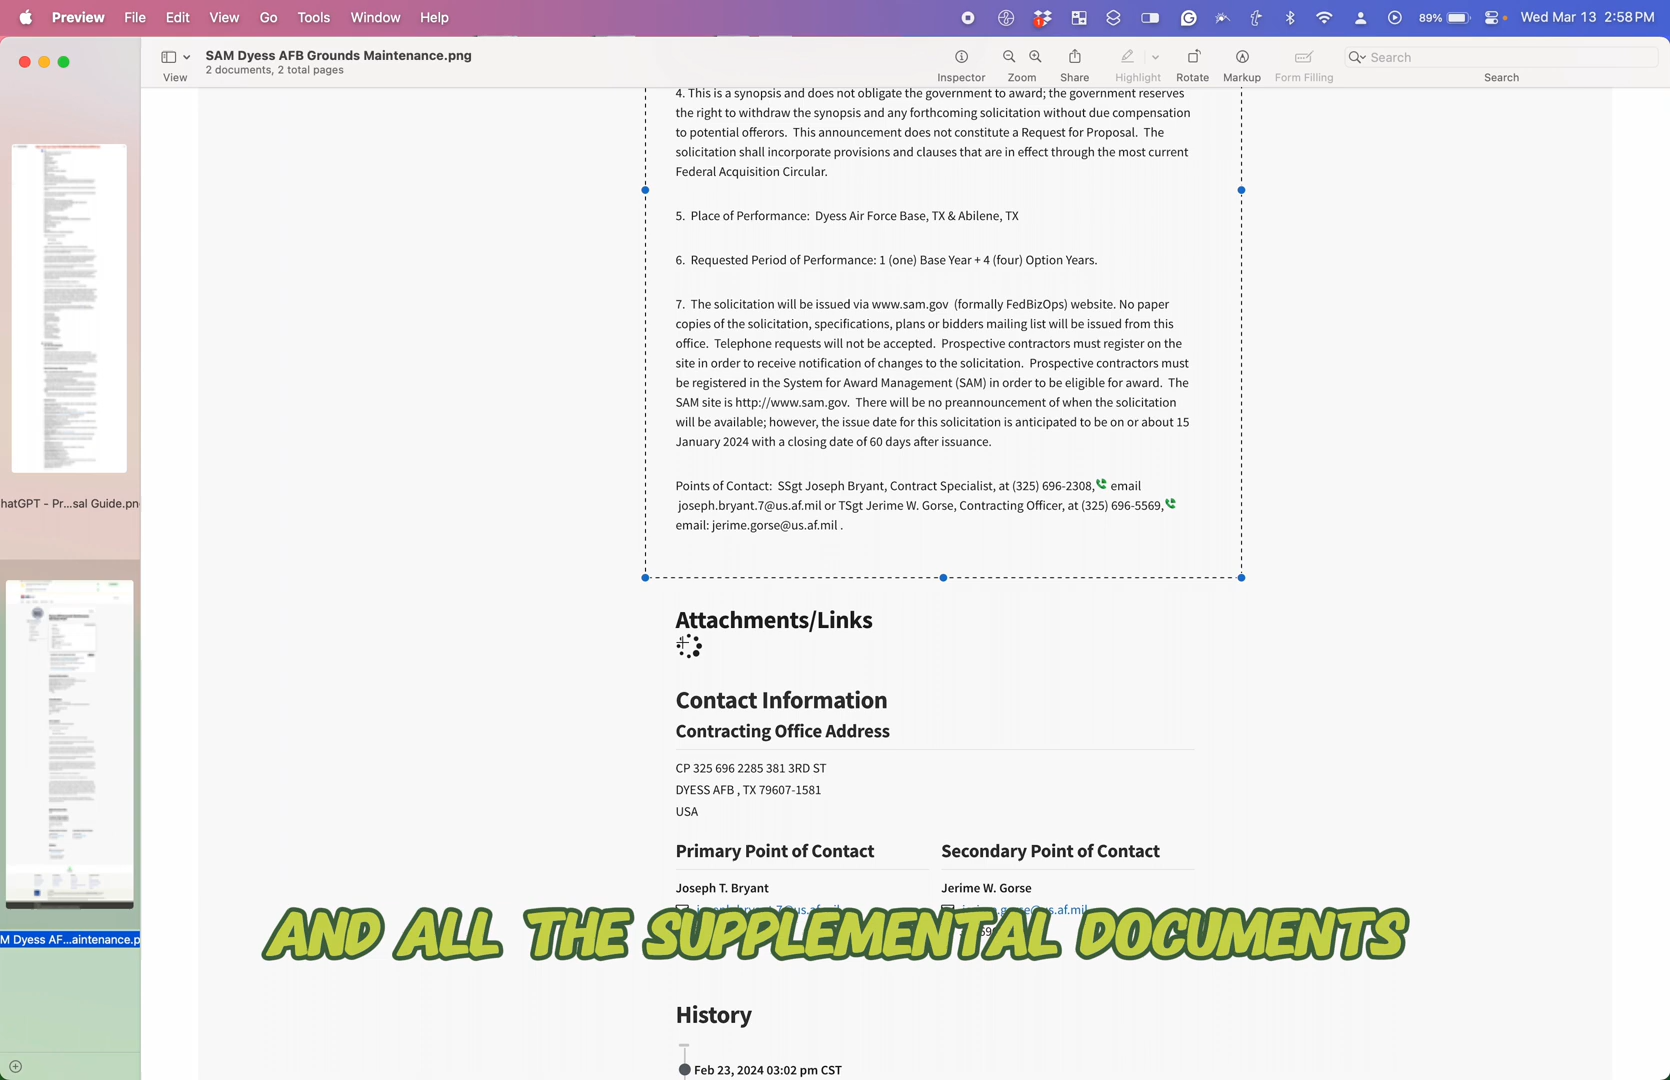 Preview File Edit View Go Tools Window Help
1
89% Wed Mar 13 2:58 PM
SAM Dyess AFB Grounds Maintenance.png
2 documents, 2 total pages
View Inspector Zoom Share Highlight Rotate Markup Form Filling Search
Search
4. This is a synopsis and does not obligate the government to award; the government reserves
the right to withdraw the synopsis and any forthcoming solicitation without due compensation
to potential offerors.  This announcement does not constitute a Request for Proposal.  The
solicitation shall incorporate provisions and clauses that are in effect through the most current
Federal Acquisition Circular.
5.  Place of Performance:  Dyess Air Force Base, TX & Abilene, TX
6.  Requested Period of Performance: 1 (one) Base Year + 4 (four) Option Years.
7.  The solicitation will be issued via www.sam.gov  (formally FedBizOps) website. No paper
copies of the solicitation, specifications, plans or bidders mailing list will be issued from this
office.  Telephone requests will not be accepted.  Prospective contractors must register on the
site in order to receive notification of changes to the solicitation.  Prospective contractors must
be registered in the System for Award Management (SAM) in order to be eligible for award.  The
SAM site is http://www.sam.gov.  There will be no preannouncement of when the solicitation
will be available; however, the issue date for this solicitation is anticipated to be on or about 15
January 2024 with a closing date of 60 days after issuance.
Points of Contact:  SSgt Joseph Bryant, Contract Specialist, at (325) 696-2308, email
joseph.bryant.7@us.af.mil or TSgt Jerime W. Gorse, Contracting Officer, at (325) 696-5569,
email: jerime.gorse@us.af.mil .
hatGPT - Pr...sal Guide.pn
M Dyess AF...aintenance.p
Attachments/Links
Contact Information
Contracting Office Address
CP 325 696 2285 381 3RD ST
DYESS AFB , TX 79607-1581
USA
Primary Point of Contact
Joseph T. Bryant
Secondary Point of Contact
Jerime W. Gorse
AND ALL THE SUPPLEMENTAL DOCUMENTS
History
Feb 23, 2024 03:02 pm CST